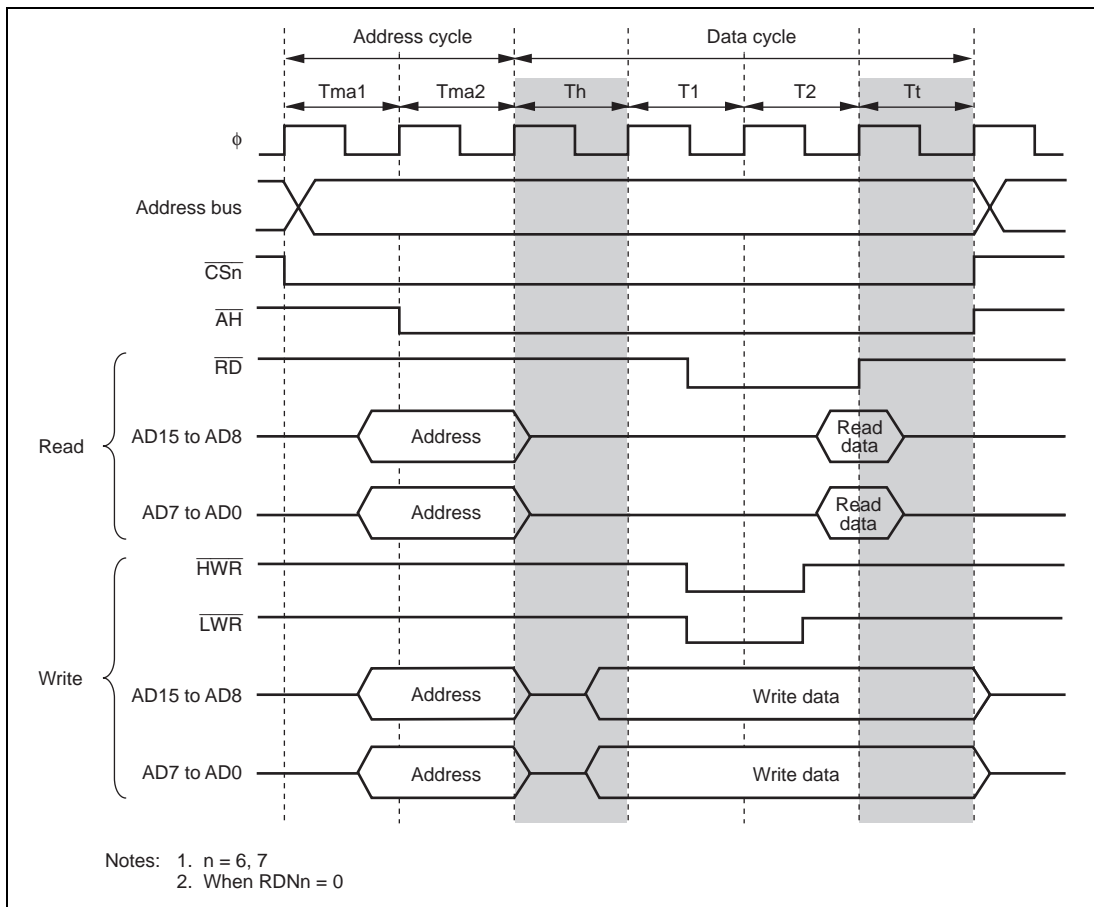 Address cycle Data cycle
Tma1 Tma2 Th T1 T2 Tt
ϕ
Address bus
CSn
AH
RD
Read AD15 to AD8 Address Read data
AD7 to AD0 Address Read data
HWR
LWR
Write AD15 to AD8 Address Write data
AD7 to AD0 Address Write data
Notes: 1. n = 6, 7
2. When RDNn = 0